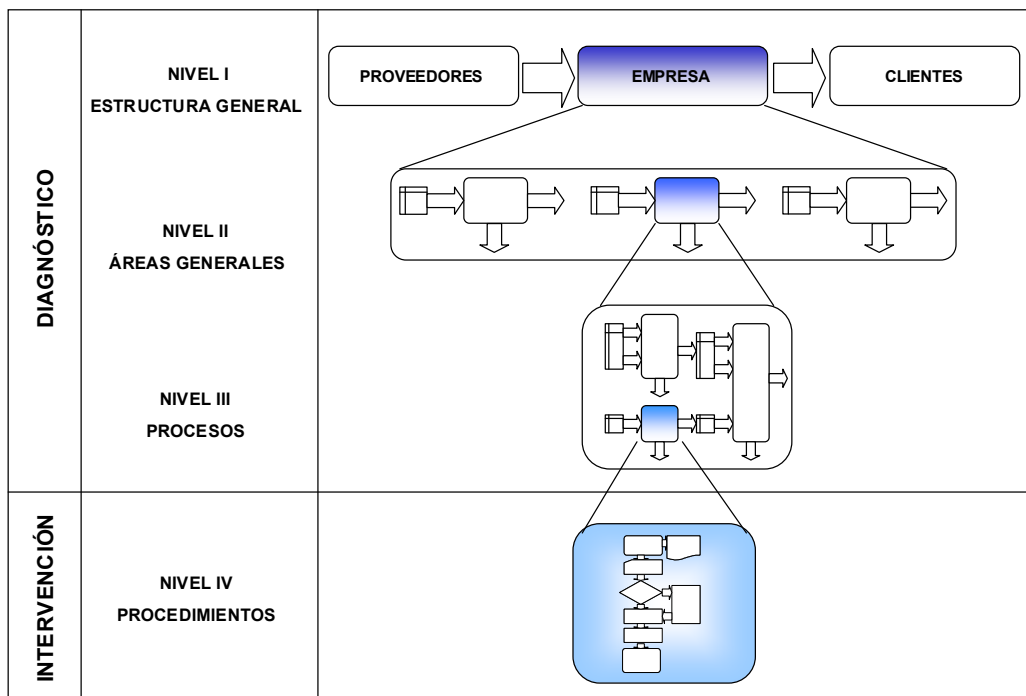 DIAGNÓSTICO
NIVEL I
ESTRUCTURA GENERAL
PROVEEDORES
EMPRESA
CLIENTES
NIVEL II
ÁREAS GENERALES
NIVEL III
PROCESOS
INTERVENCIÓN
NIVEL IV
PROCEDIMIENTOS